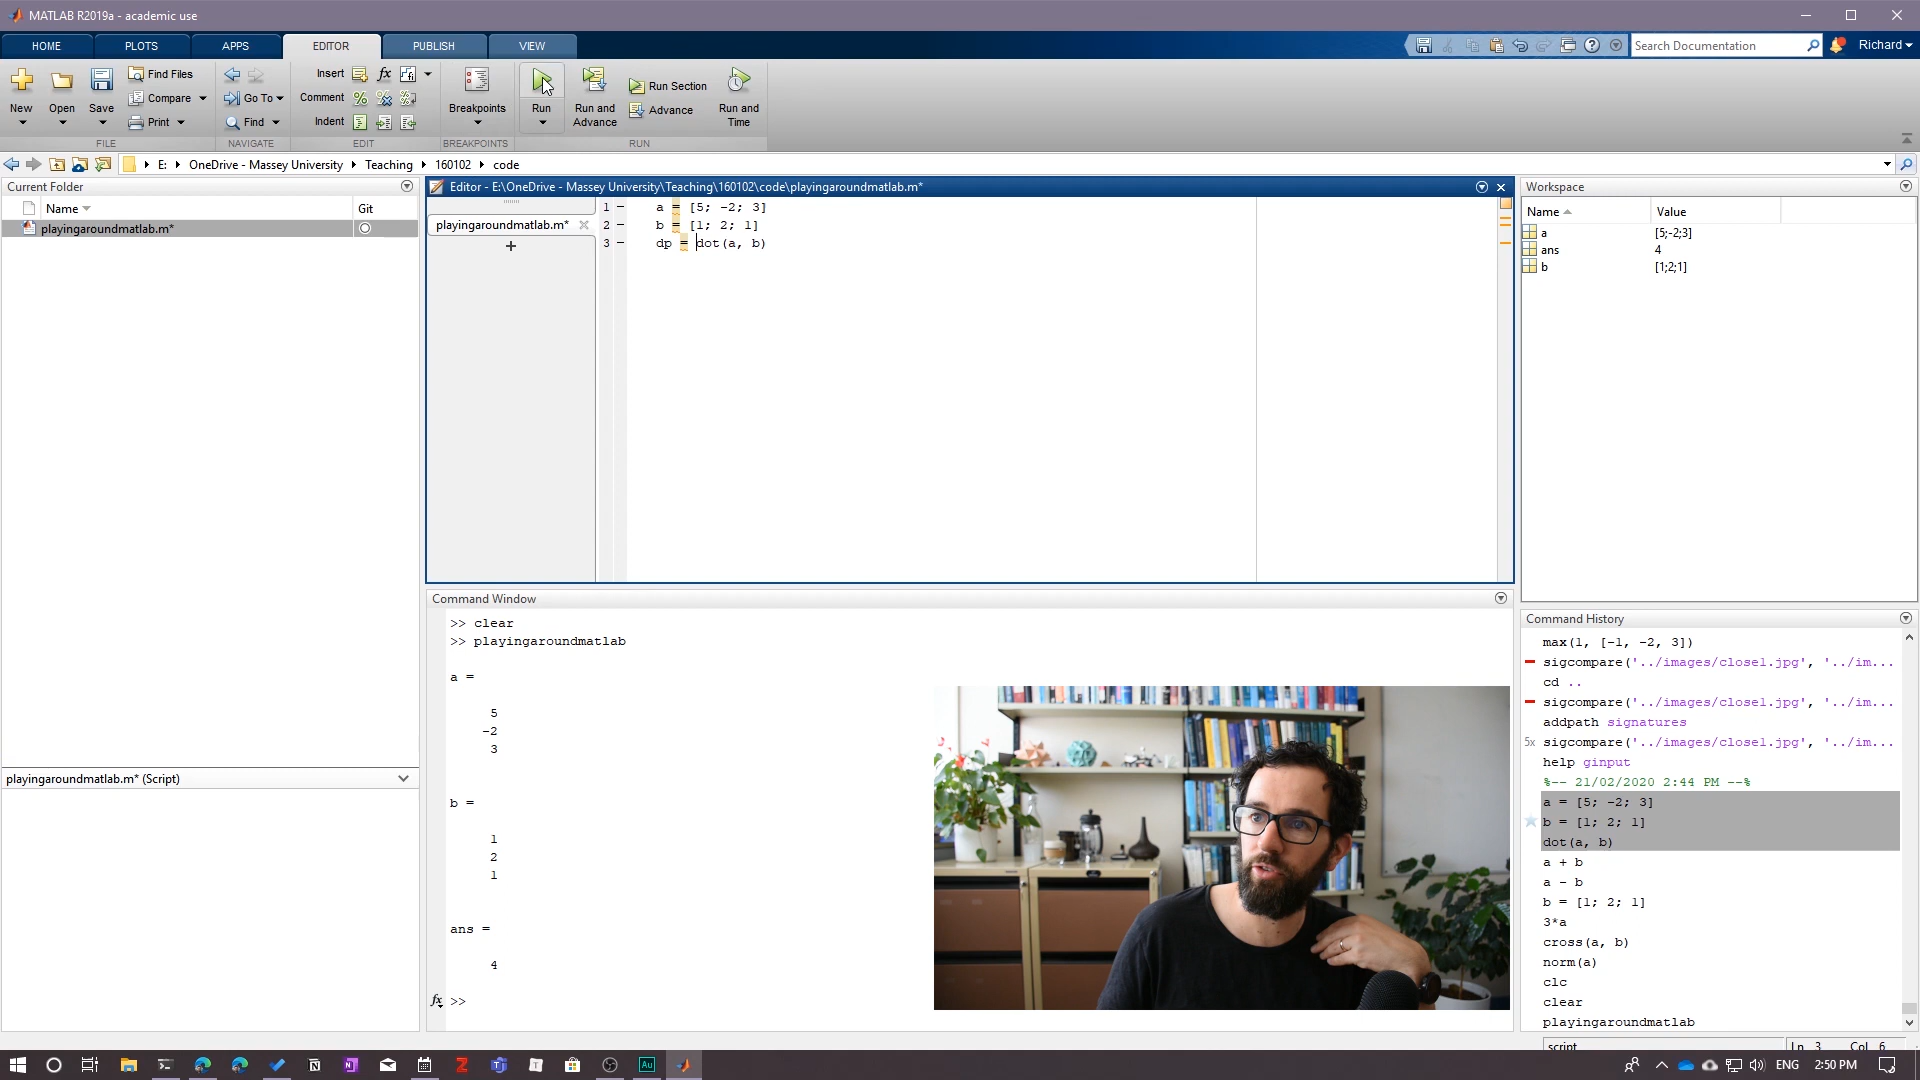 MATLAB R2019a - academic use
HOME PLOTS APPS EDITOR PUBLISH VIEW
Search Documentation Richard
New Open Save Find Files Compare Print
Go To Find
Insert fx
Comment
Indent
Breakpoints
Run Run and Advance Run Section Advance Run and Time
FILE NAVIGATE EDIT BREAKPOINTS RUN
E: OneDrive - Massey University Teaching 160102 code
Current Folder
Name Git
playingaroundmatlab.m*
playingaroundmatlab.m* (Script)
Editor - E:\OneDrive - Massey University\Teaching\160102\code\playingaroundmatlab.m*
playingaroundmatlab.m*
+
1 – a = [5; -2; 3]
2 – b = [1; 2; 1]
3 – dp = dot(a, b)
Command Window
>> clear
>> playingaroundmatlab
a =
5
-2
3
b =
1
2
1
ans =
4
fx >>
Workspace
Name Value
a [5;-2;3]
ans 4
b [1;2;1]
Command History
max(1, [-1, -2, 3])
sigcompare('../images/close1.jpg', '../im...
cd ..
sigcompare('../images/close1.jpg', '../im...
addpath signatures
5x sigcompare('../images/close1.jpg', '../im...
help ginput
%-- 21/02/2020 2:44 PM --%
a = [5; -2; 3]
b = [1; 2; 1]
dot(a, b)
a + b
a - b
b = [1; 2; 1]
3*a
cross(a, b)
norm(a)
clc
clear
playingaroundmatlab
script Ln 3 Col 6
ENG 2:50 PM